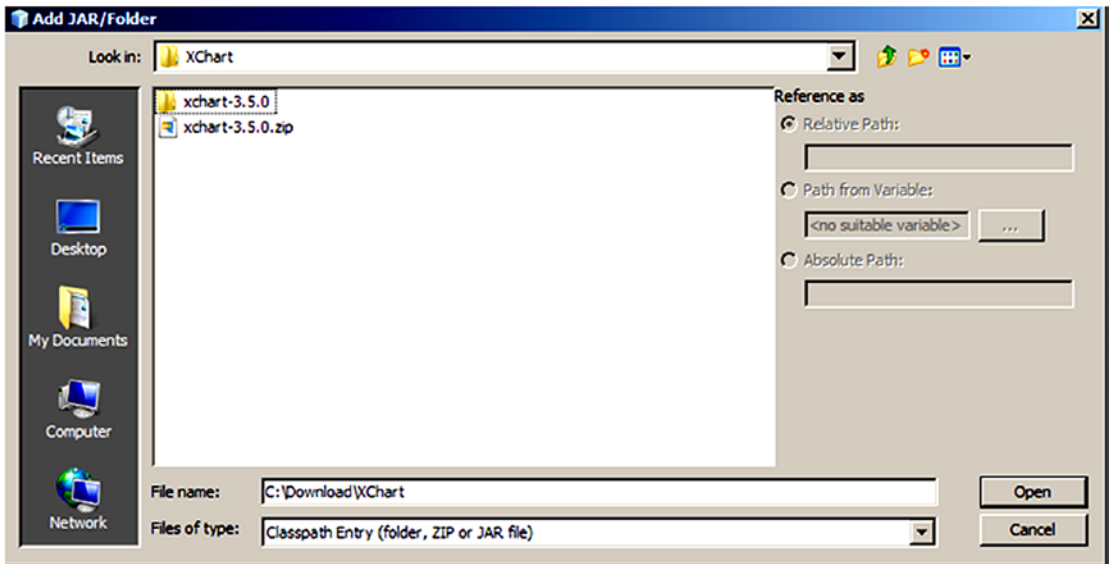 Add JAR/Folder
Look in: XChart
Recent Items
Desktop
My Documents
Computer
Network
xchart-3.5.0
xchart-3.5.0.zip
Reference as
Relative Path:
Path from Variable:
<no suitable variable> ...
Absolute Path:
File name: C:\Download\XChart
Open
Files of type: Classpath Entry (folder, ZIP or JAR file)
Cancel